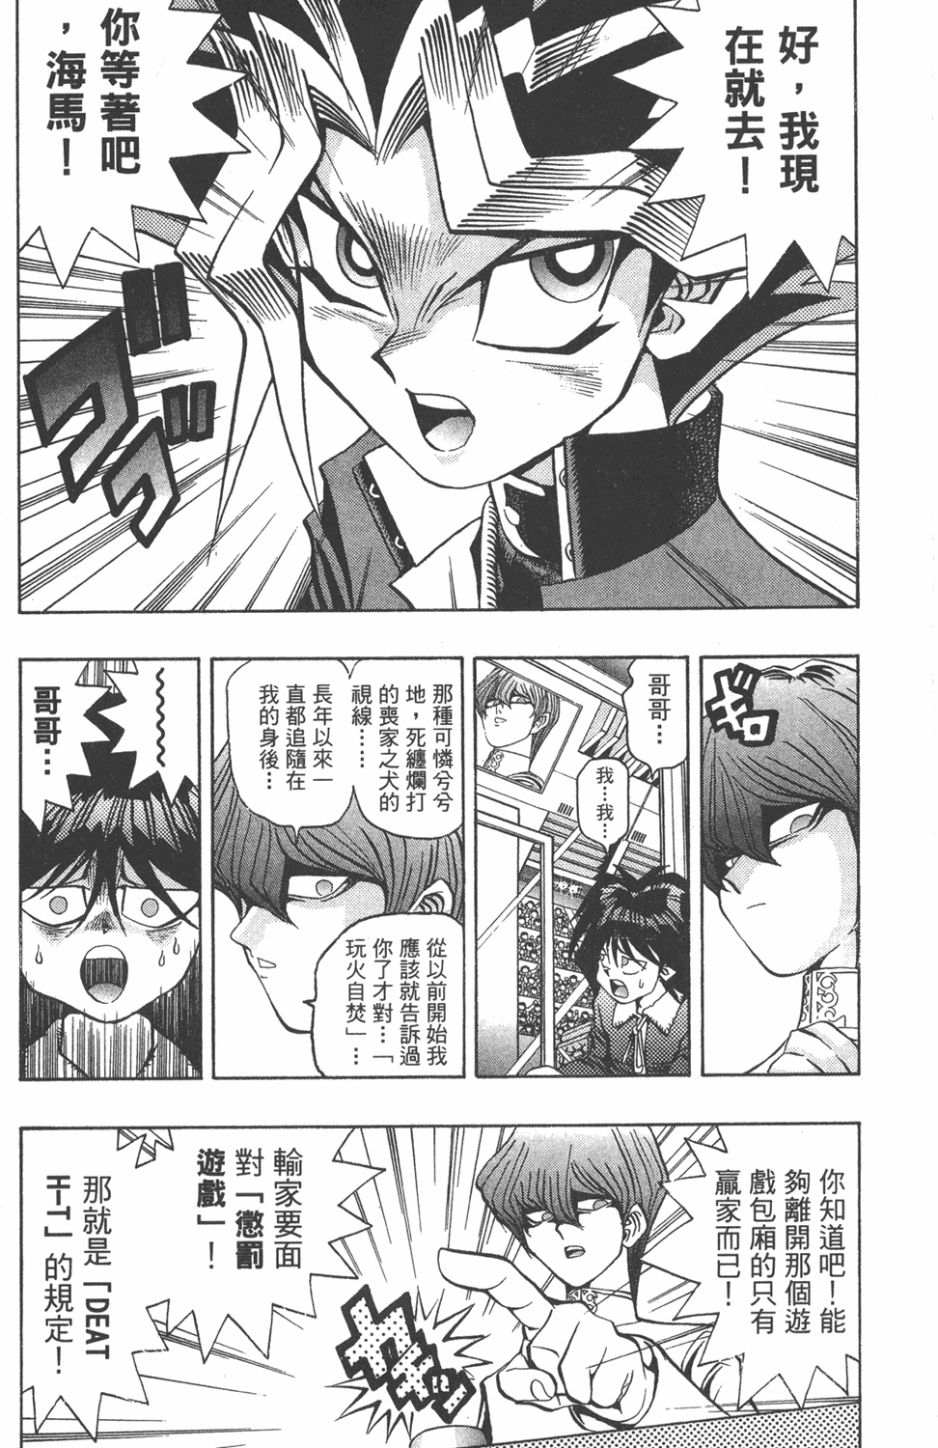 好，我現
在就去！
你等著吧
，海馬！
ゴゴ
ギロ
哥哥…
我…我…
那種可憐兮兮
地，死纏爛打
的喪家之犬的
視線……
長年以來一
直都追隨在
我的身後…
從以前開始我
應該就告訴過
你了才對…「
玩火自焚」…
哥哥…
你知道吧！能
夠離開那個遊
戲包廂的只有
贏家而已！
輸家要面
對「懲罰
遊戲」！
那就是「DEAT
H-T」的規定！